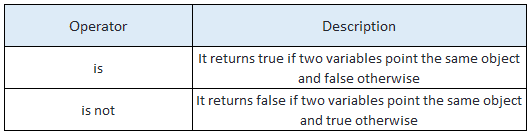 Operator Description
is It returns true if two variables point the same object
and false otherwise
is not It returns false if two variables point the same object
and true otherwise